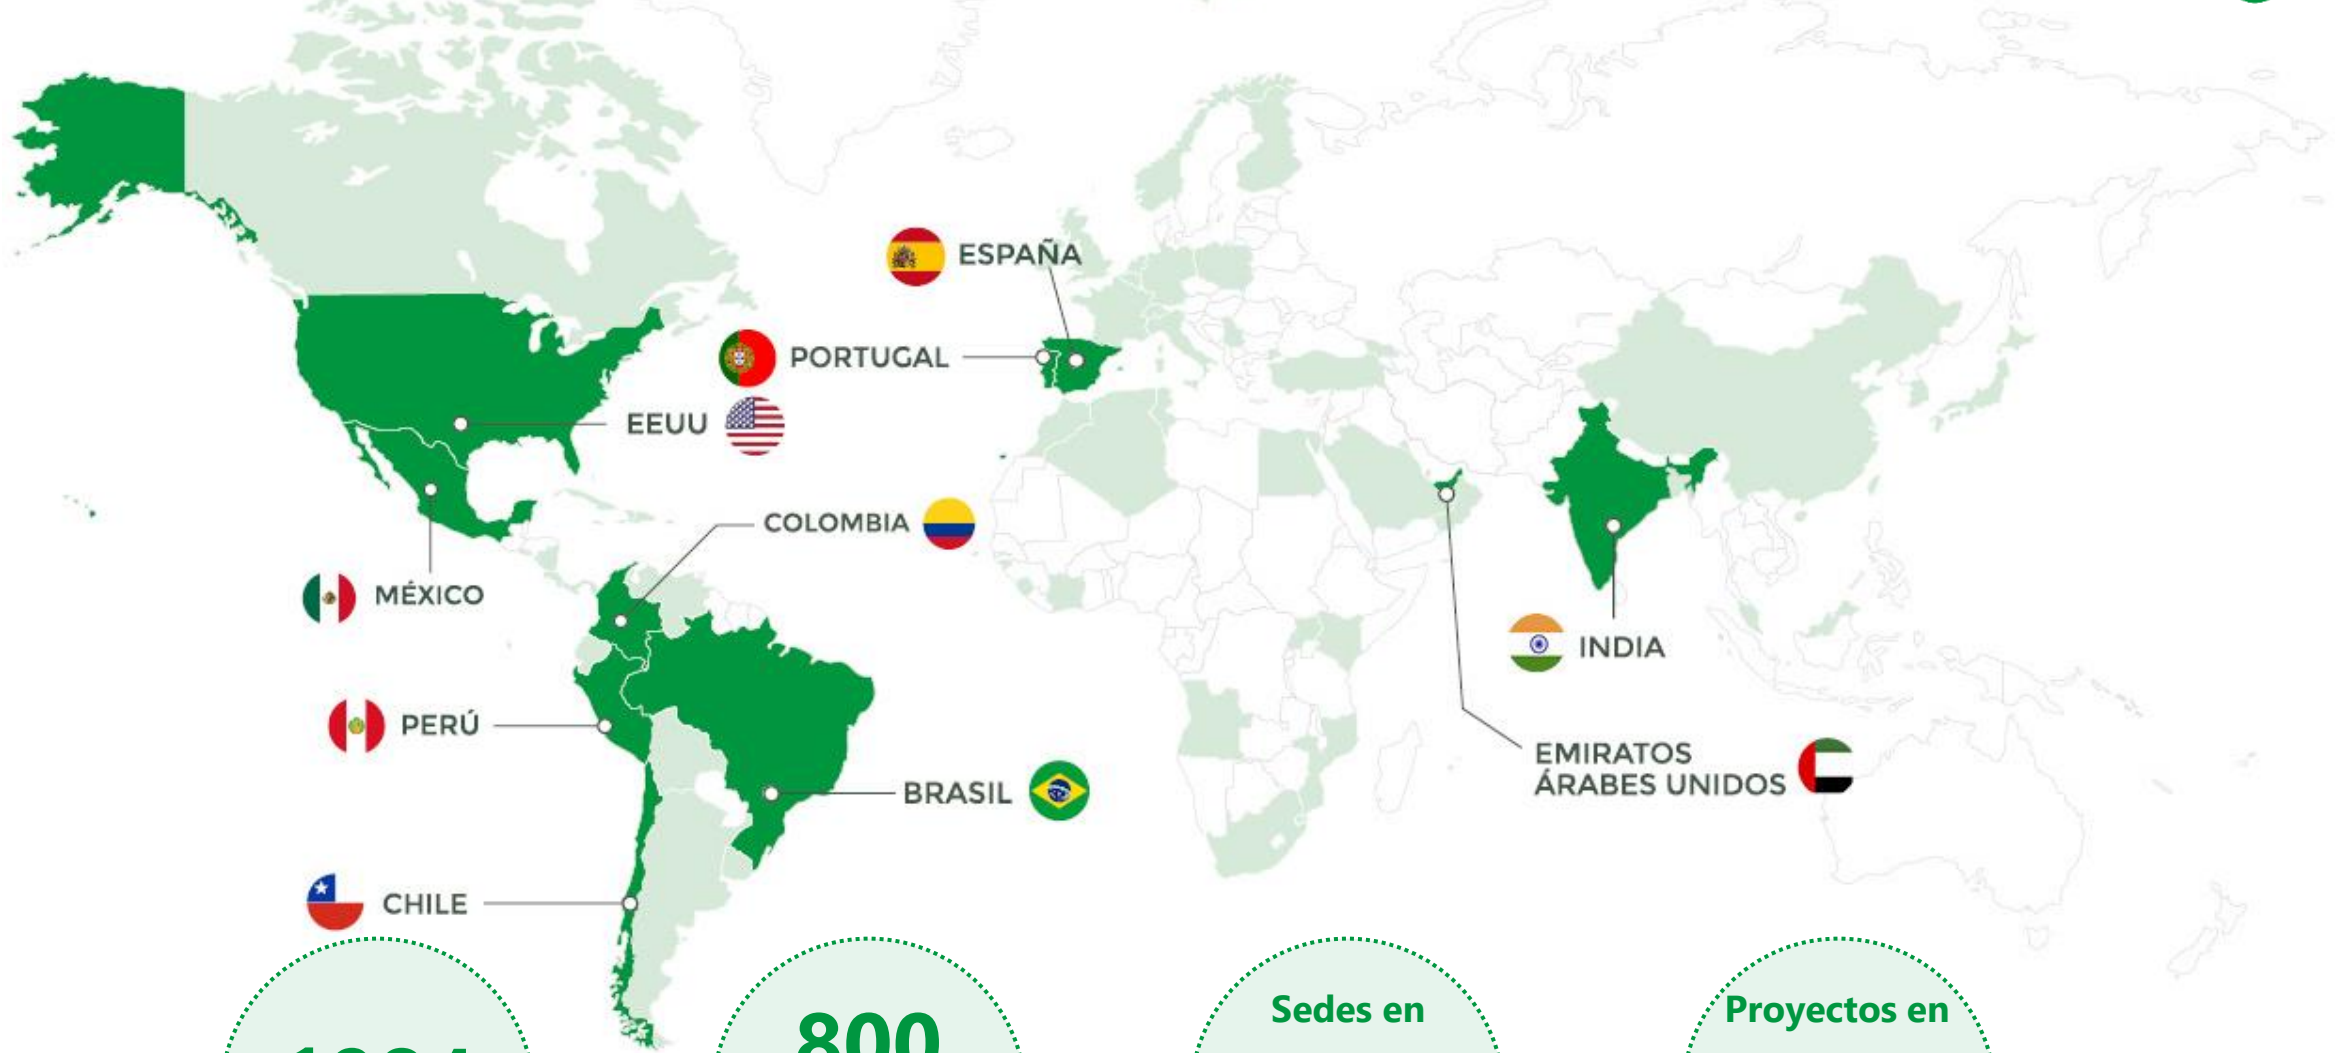 ESPAÑA
PORTUGAL
EEUU
COLOMBIA
MÉXICO
INDIA
PERÚ
EMIRATOS
ÁRABES UNIDOS
BRASIL
CHILE
800
Sedes en
Proyectos en